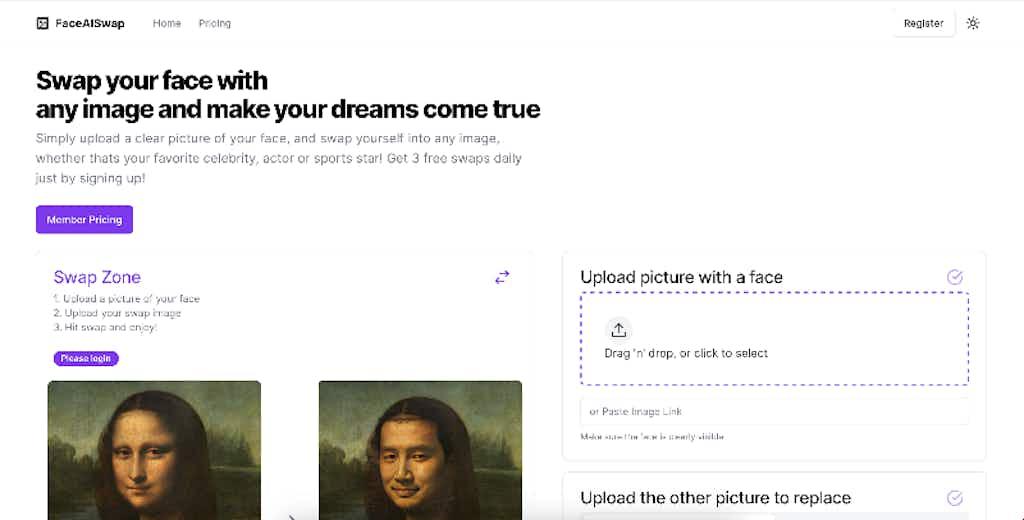 FaceAISwap
Home
Pricing
Register
Swap your face with
any image and make your dreams come true
Simply upload a clear picture of your face, and swap yourself into any image,
whether thats your favorite celebrity, actor or sports star! Get 3 free swaps daily
just by signing up!
Member Pricing
Swap Zone
1. Upload a picture of your face
2. Upload your swap image
3. Hit swap and enjoy!
Please login
Upload picture with a face
Drag 'n' drop, or click to select
or Paste Image Link
Make sure the face is clearly visible
Upload the other picture to replace